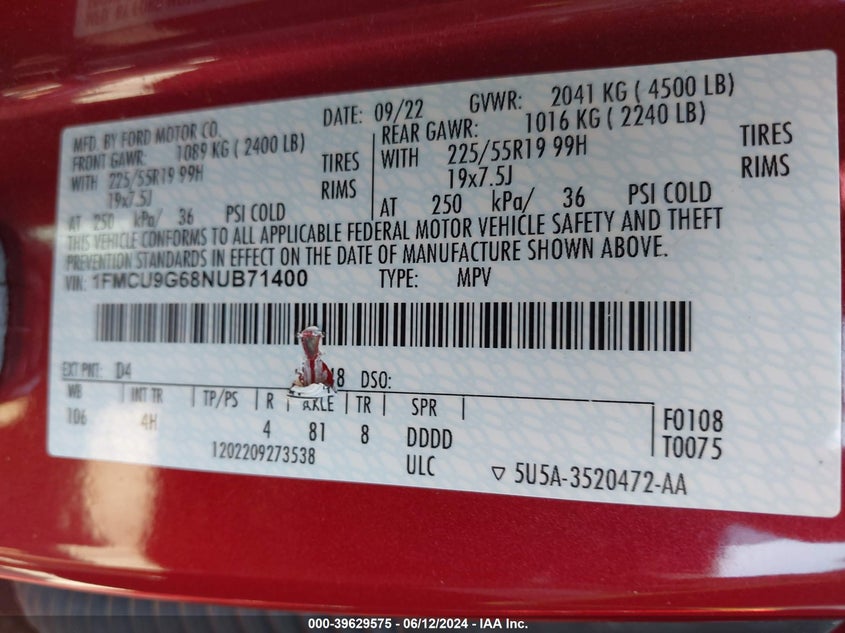 MFD. BY FORD MOTOR CO.
DATE: 09/22 GVWR: 2041 KG ( 4500 LB)
FRONT GAWR: 1089 KG ( 2400 LB) REAR GAWR: 1016 KG ( 2240 LB)
WITH 225/55R19 99H TIRES WITH 225/55R19 99H TIRES
19x7.5J RIMS 19x7.5J RIMS
AT 250 kPa/ 36 PSI COLD AT 250 kPa/ 36 PSI COLD
THIS VEHICLE CONFORMS TO ALL APPLICABLE FEDERAL MOTOR VEHICLE SAFETY AND THEFT
PREVENTION STANDARDS IN EFFECT ON THE DATE OF MANUFACTURE SHOWN ABOVE.
VIN: 1FMCU9G68NUB71400 TYPE: MPV
EXT PNT: D4 48 DSO:
WB INT TR TP/PS R AXLE TR SPR
106 4H 4 81 8 DDDD
F0108
T0075
1202209273538 ULC
▽ 5U5A-3520472-AA
000-39629575 - 06/12/2024 - IAA Inc.